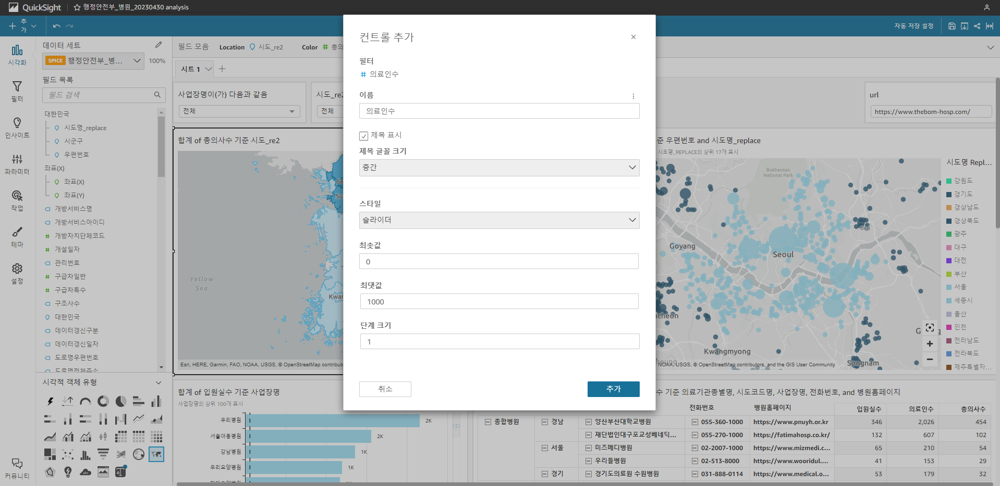 QuickSight
행정안전부_병원_20230430 analysis
추가
자동 저장 설정
시각화
필터
인사이트
파라미터
작업
테마
설정
커뮤니티
데이터 세트
SPICE 행정안전부_병... 100%
필드 목록
필드 검색
대한민국
시도명_replace
시군구
우편번호
좌표(X)
좌표(X)
좌표(Y)
개방서비스명
개방서비스아이디
개방자치단체코드
개설일자
관리번호
구급차일반
구급차특수
구조사수
대한민국
데이터갱신구분
데이터갱신일자
도로명우편번호
도로명전체주소
시각적 객체 유형
필드 모음 Location 시도_re2 Color 총의
시트 1
사업장명이(가) 다음과 같음
전체
시도_re2
전체
url
https://www.thebom-hosp.com/
합계 of 총의사수 기준 시도_re2
Yellow
Sea
Se
Su
Kwar
Esri, HERE, Garmin, FAO, NOAA, USGS, © OpenStreetMap contributo
컨트롤 추가
필터
# 의료인수
이름
의료인수
제목 표시
제목 글꼴 크기
중간
스타일
슬라이더
최솟값
0
최댓값
1000
단계 크기
1
취소
추가
준 우편번호 and 시도명_replace
시도명_REPLACE의 상위 17개 표시
Bukhansan
National Park
Goyang
Seoul
Guri
icheon
Kwangmyong
Songnam
NOAA, USGS, © OpenStreetMap contributors, and the GIS User Community
시도명 Repl...
강원도
경기도
경상남도
경상북도
광주
대구
대전
부산
서울
세종시
울산
인천
전라남도
전라북도
제주특별자...
합계 of 입원실수 기준 사업장명
사업장명의 상위 100개 표시
우리병원 2K
서울아동병원 2K
강남병원 1K
우리요양병원 1K
수 기준 의료기관종별명, 시도코드명, 사업장명, 전화번호, and 병원홈페이지
전화번호 병원홈페이지 입원실수 의료인수 총의사수
종합병원 경남 양산부산대학교병원 055-360-1000 https://www.pnuyh.or.kr 346 2,026 454
재단법인대구포교성베네딕... 055-270-1000 https://fatimahosp.co.kr/ 132 607 102
서울 미즈메디병원 02-2007-1000 https://www.mizmedi.c... 65 210 54
우리들병원 02-513-8000 https://www.wooridul.... 41 153 29
경기 경기도의료원 수원병원 031-888-0114 https://www.medical.o... 53 179 32